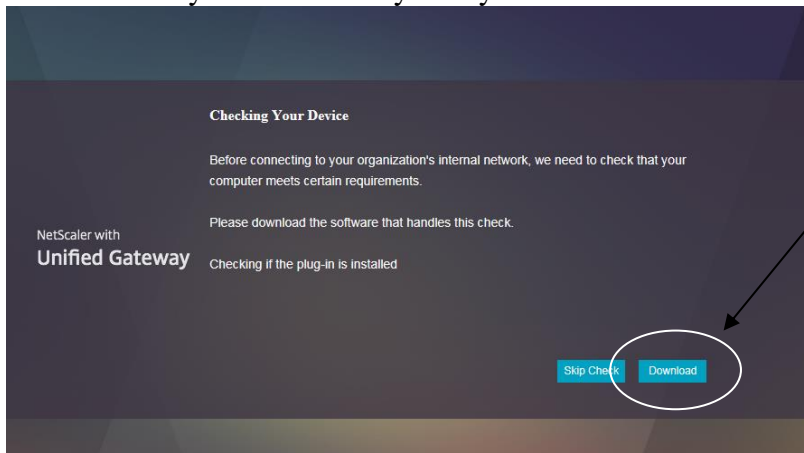 Checking Your Device
Before connecting to your organization's internal network, we need to check that your
computer meets certain requirements.
Please download the software that handles this check.
NetScaler with
Unified Gateway
Checking if the plug-in is installed
Skip Check
Download